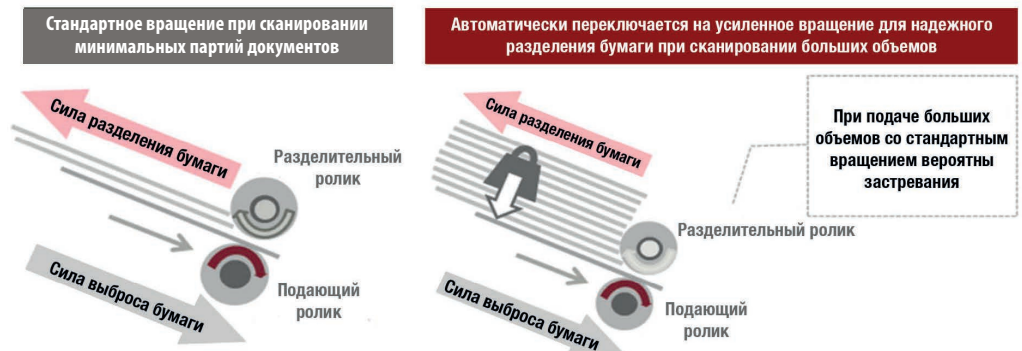 Стандартное вращение при сканировании
минимальных партий документов
Сила разделения бумаги
Разделительный
ролик
Подающий
ролик
Сила выброса бумаги
Автоматически переключается на усиленное вращение для надежного
разделения бумаги при сканировании больших объемов
Сила разделения бумаги
При подаче больших
объемов со стандартным
вращением вероятны
застревания
Разделительный ролик
Подающий
ролик
Сила выброса бумаги